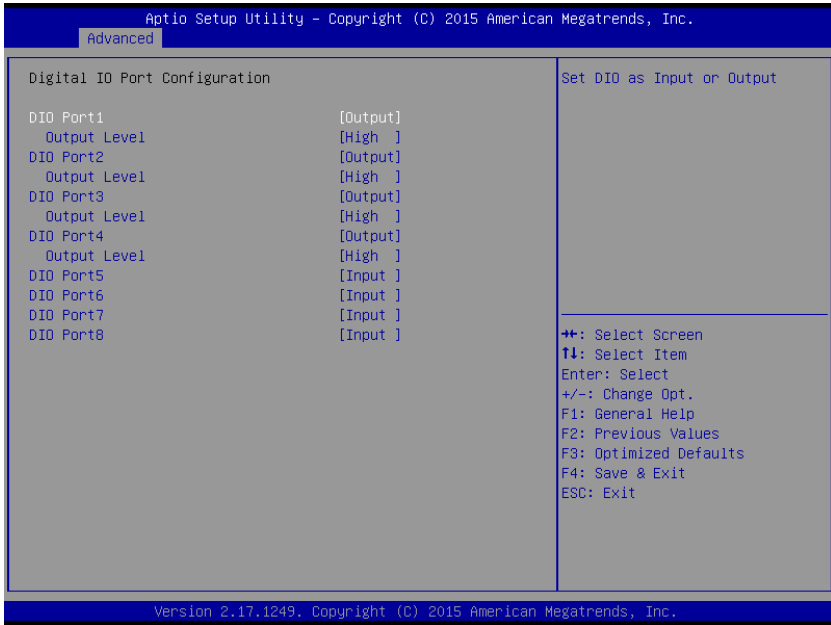 Aptio Setup Utility – Copyright (C) 2015 American Megatrends, Inc.
Advanced
Digital IO Port Configuration
DIO Port1 [Output]
Output Level [High ]
DIO Port2 [Output]
Output Level [High ]
DIO Port3 [Output]
Output Level [High ]
DIO Port4 [Output]
Output Level [High ]
DIO Port5 [Input ]
DIO Port6 [Input ]
DIO Port7 [Input ]
DIO Port8 [Input ]
Set DIO as Input or Output
→←: Select Screen
↑↓: Select Item
Enter: Select
+/-: Change Opt.
F1: General Help
F2: Previous Values
F3: Optimized Defaults
F4: Save & Exit
ESC: Exit
Version 2.17.1249. Copyright (C) 2015 American Megatrends, Inc.